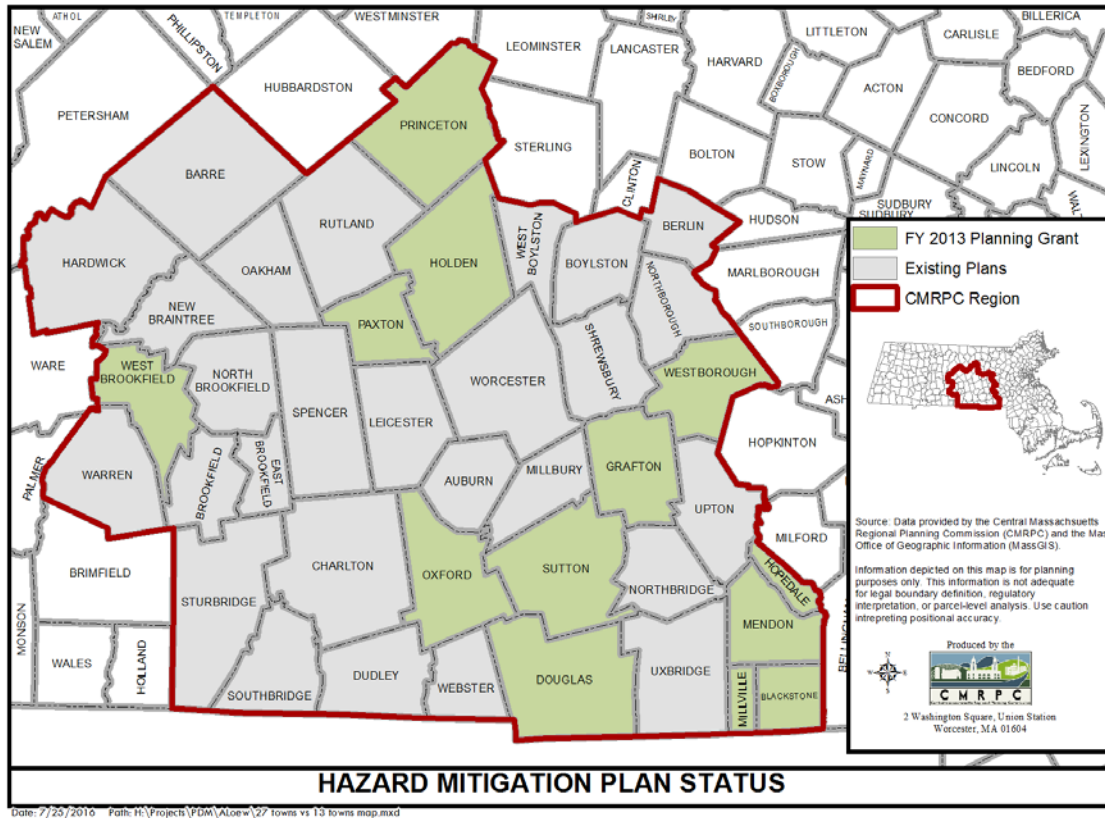 ATHOL
TEMPLETON
WESTMINSTER
SHIRLEY
LITTLETON
CARLISLE
BILLERICA
NEW
SALEM
PHILLIPSTON
LEOMINSTER
LANCASTER
HARVARD
BOXBOROUGH
ACTON
BEDFORD
PETERSHAM
HUBBARDSTON
PRINCETON
STERLING
CONCORD
LEXINGTON
BARRE
BOLTON
STOW
MAYNARD
LINCOLN
CLINTON
RUTLAND
WEST
BOYLSTON
BERLIN
HUDSON
SUDBURY
SUDBURY
HARDWICK
OAKHAM
HOLDEN
BOYLSTON
NORTHBOROUGH
MARLBOROUGH
NEW
BRAINTREE
PAXTON
SHREWSBURY
SOUTHBOROUGH
WARE
WEST
BROOKFIELD
NORTH
BROOKFIELD
SPENCER
LEICESTER
WORCESTER
WESTBOROUGH
HOPKINTON
PALMER
WARREN
BROOKFIELD
EAST
BROOKFIELD
AUBURN
MILLBURY
GRAFTON
UPTON
MILFORD
BRIMFIELD
STURBRIDGE
CHARLTON
OXFORD
SUTTON
NORTHBRIDGE
HOPEDALE
MENDON
MONSON
WALES
HOLLAND
SOUTHBRIDGE
DUDLEY
WEBSTER
DOUGLAS
UXBRIDGE
MILLVILLE
BLACKSTONE
FY 2013 Planning Grant
Existing Plans
CMRPC Region
Source: Data provided by the Central Massachsuetts
Regional Planning Commission (CMRPC) and the Mas
Office of Geographic Information (MassGIS).
Information depicted on this map is for planning
purposes only. This information is not adequate
for legal boundary definition, regulatory
interpretation, or parcel-level analysis. Use caution
intrepreting positional accuracy.
Produced by the
CMRPC
2 Washington Square, Union Station
Worcester, MA 01604
HAZARD MITIGATION PLAN STATUS
Date: 7/25/2016 Path: H:\Projects\PDM\ALoew\27 towns vs 13 towns map.mxd